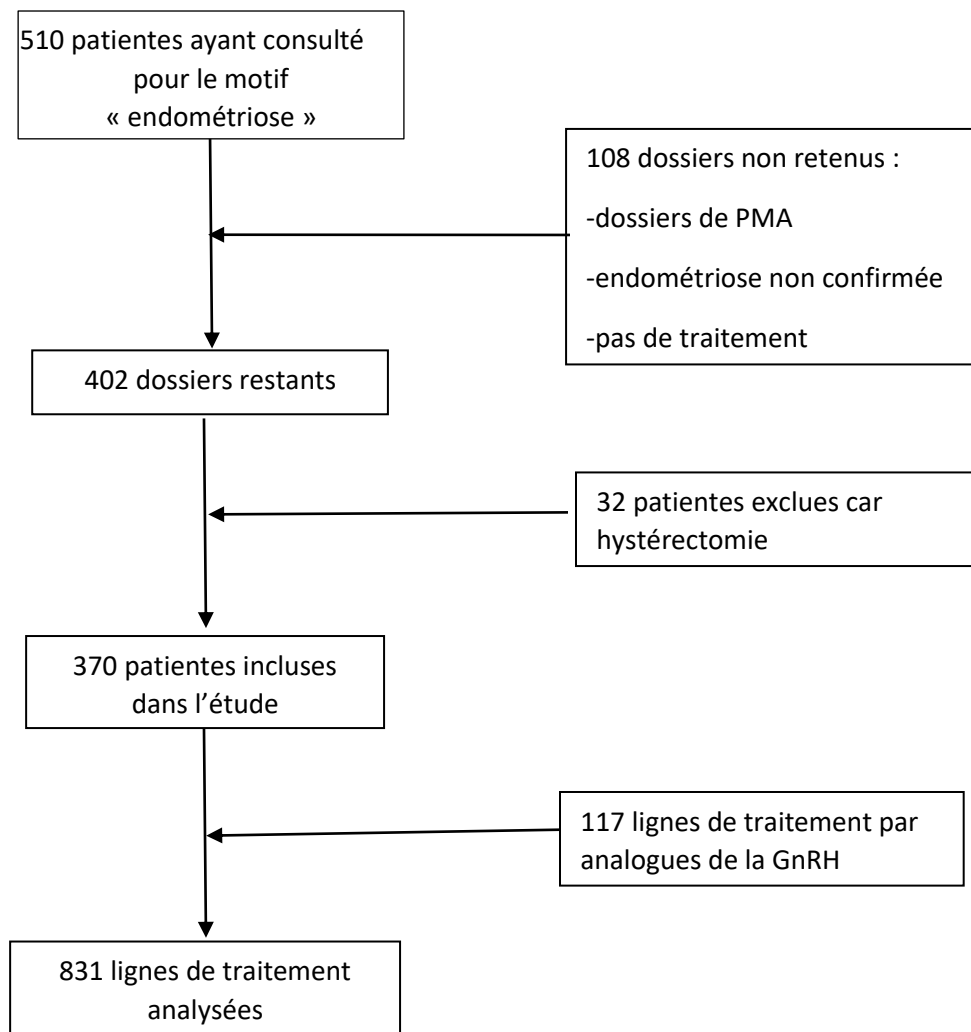 510 patientes ayant consulté
pour le motif
« endométriose »
108 dossiers non retenus :
-dossiers de PMA
-endométriose non confirmée
-pas de traitement
402 dossiers restants
32 patientes exclues car
hystérectomie
370 patientes incluses
dans l’étude
117 lignes de traitement par
analogues de la GnRH
831 lignes de traitement
analysées